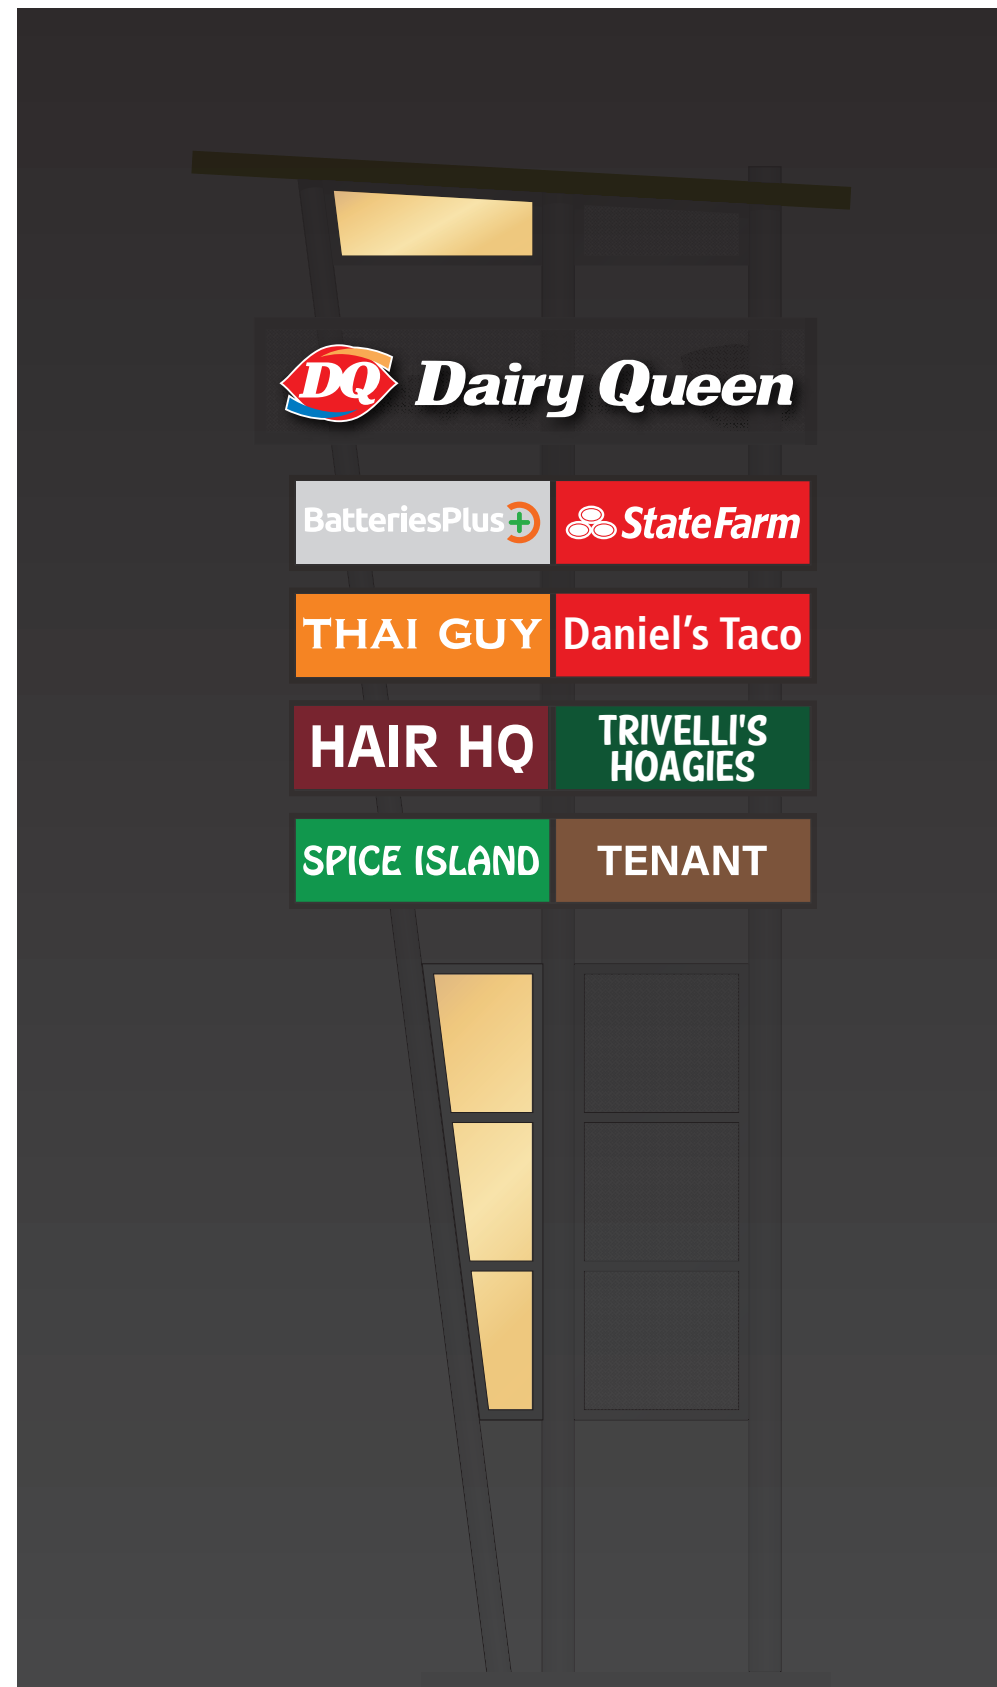 DQ Dairy Queen
BatteriesPlus+ StateFarm
THAI GUY Daniel's Taco
HAIR HQ TRIVELLI'S
HOAGIES
SPICE ISLAND TENANT